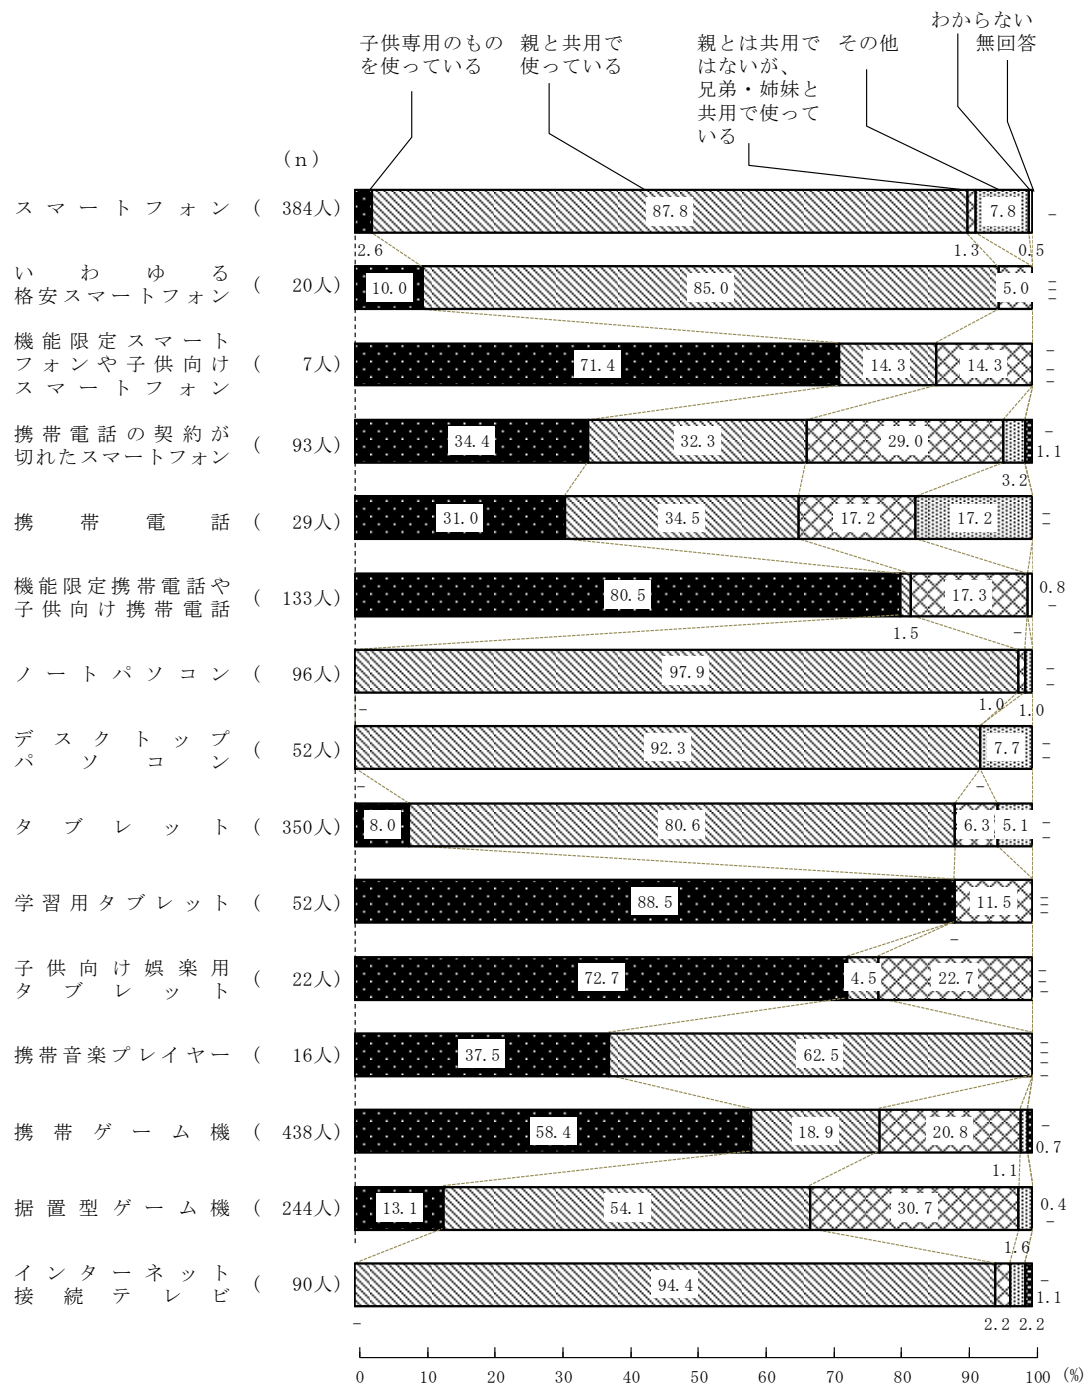 わからない
子供専用のもの 親と共用で 親とは共用で その他 無回答
を使っている 使っている はないが、
兄弟・姉妹と
共用で使って
いる
(n)
スマートフォン ( 384人) 87.8 7.8 -
2.6 1.3 0.5
いわゆる
格安スマートフォン ( 20人) 10.0 85.0 5.0 - - -
機能限定スマート
フォンや子供向け ( 7人) 71.4 14.3 14.3 - - -
スマートフォン
携帯電話の契約が
切れたスマートフォン ( 93人) 34.4 32.3 29.0 - 1.1
3.2
携帯電話 ( 29人) 31.0 34.5 17.2 17.2 - -
機能限定携帯電話や
子供向け携帯電話 ( 133人) 80.5 17.3 0.8 -
1.5 -
ノートパソコン ( 96人) 97.9 - -
- 1.0 1.0
デスクトップ
パソコン ( 52人) 92.3 7.7 - -
- -
タブレット ( 350人) 8.0 80.6 6.3 5.1 - -
学習用タブレット ( 52人) 88.5 11.5 - - -
-
子供向け娯楽用
タブレット ( 22人) 72.7 4.5 22.7 - - -
携帯音楽プレイヤー ( 16人) 37.5 62.5 - - - -
携帯ゲーム機 ( 438人) 58.4 18.9 20.8 - 0.7
1.1
据置型ゲーム機 ( 244人) 13.1 54.1 30.7 0.4 -
1.6
インターネット
接続テレビ ( 90人) 94.4 - 1.1
- 2.2 2.2
0 10 20 30 40 50 60 70 80 90 100 (%)